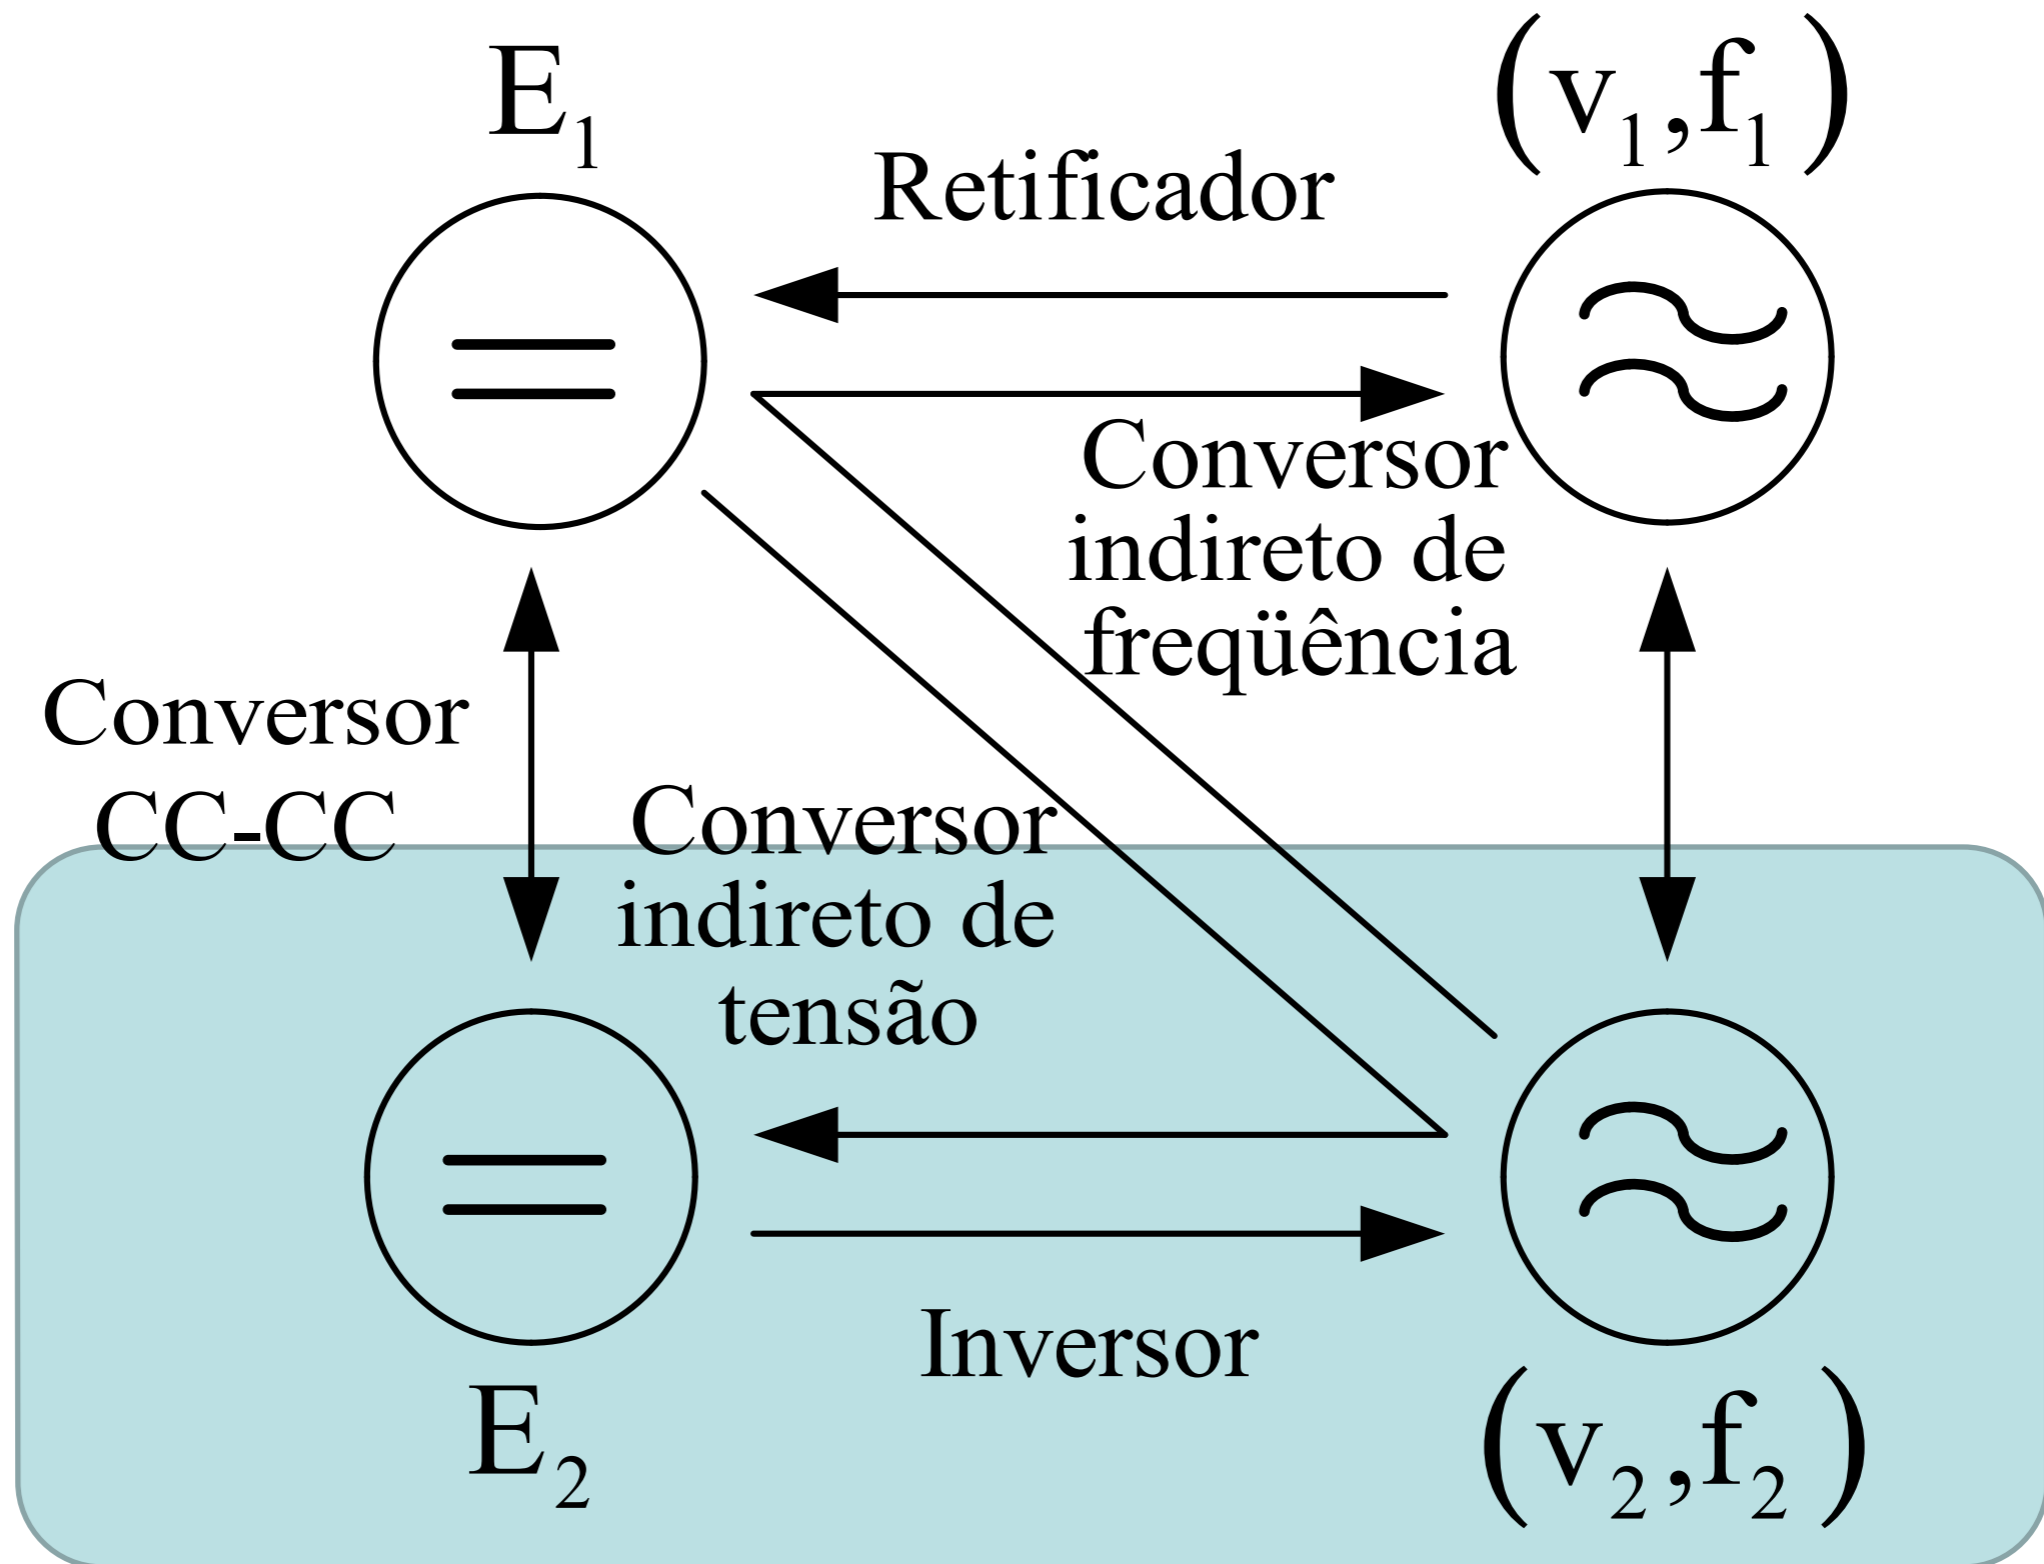 E₁
(v₁,f₁)
Retificador
Conversor
indireto de
freqüência
Conversor
CC-CC
Conversor
indireto de
tensão
Inversor
E₂
(v₂,f₂)